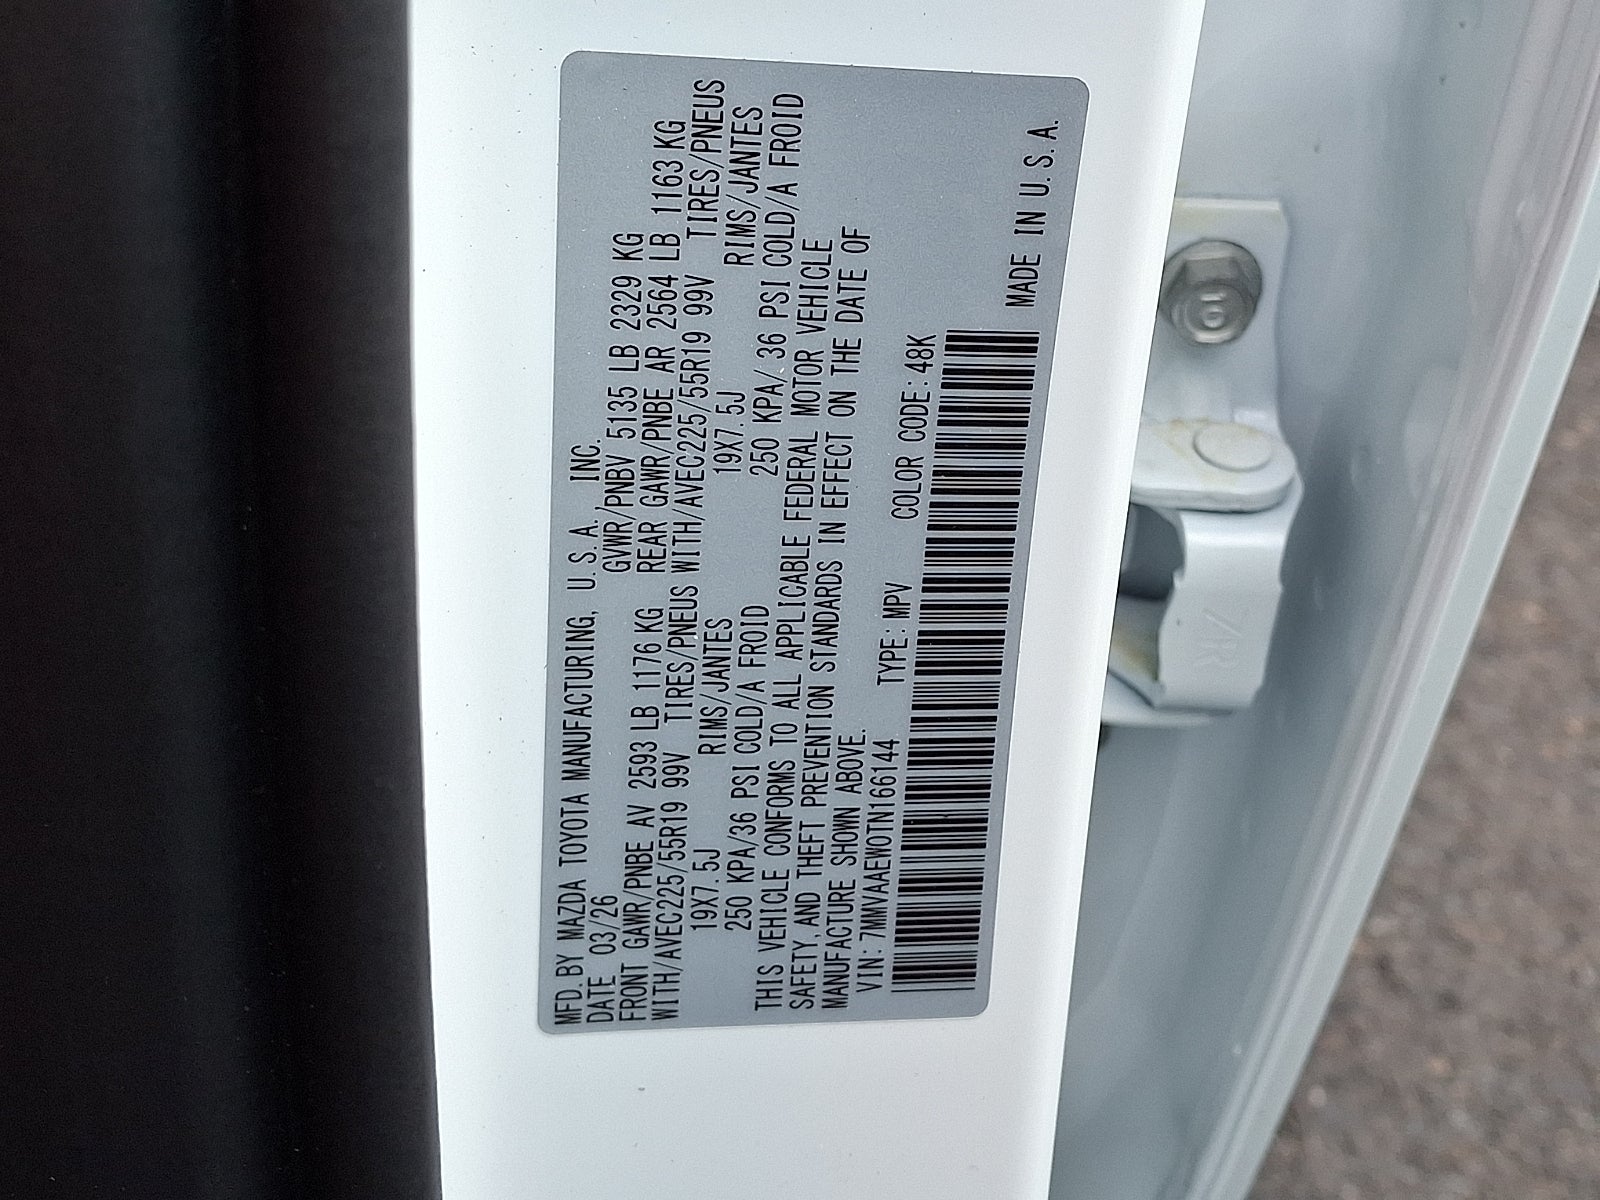 MFD. BY MAZDA TOYOTA MANUFACTURING, U.S.A. INC.
DATE 03/26 GVWR/PNBV 5135 LB 2329 KG
FRONT GAWR/PNBE AV 2593 LB 1176 KG REAR GAWR/PNBE AR 2564 LB 1163 KG
WITH/AVEC225/55R19 99V TIRES/PNEUS WITH/AVEC225/55R19 99V TIRES/PNEUS
19X7.5J RIMS/JANTES 19X7.5J RIMS/JANTES
250 KPA/36 PSI COLD/A FROID 250 KPA/ 36 PSI COLD/A FROID
THIS VEHICLE CONFORMS TO ALL APPLICABLE FEDERAL MOTOR VEHICLE
SAFETY, AND THEFT PREVENTION STANDARDS IN EFFECT ON THE DATE OF
MANUFACTURE SHOWN ABOVE.
VIN: 7MMVAAEW0TN166144 TYPE: MPV COLOR CODE: 48K
MADE IN U.S.A.